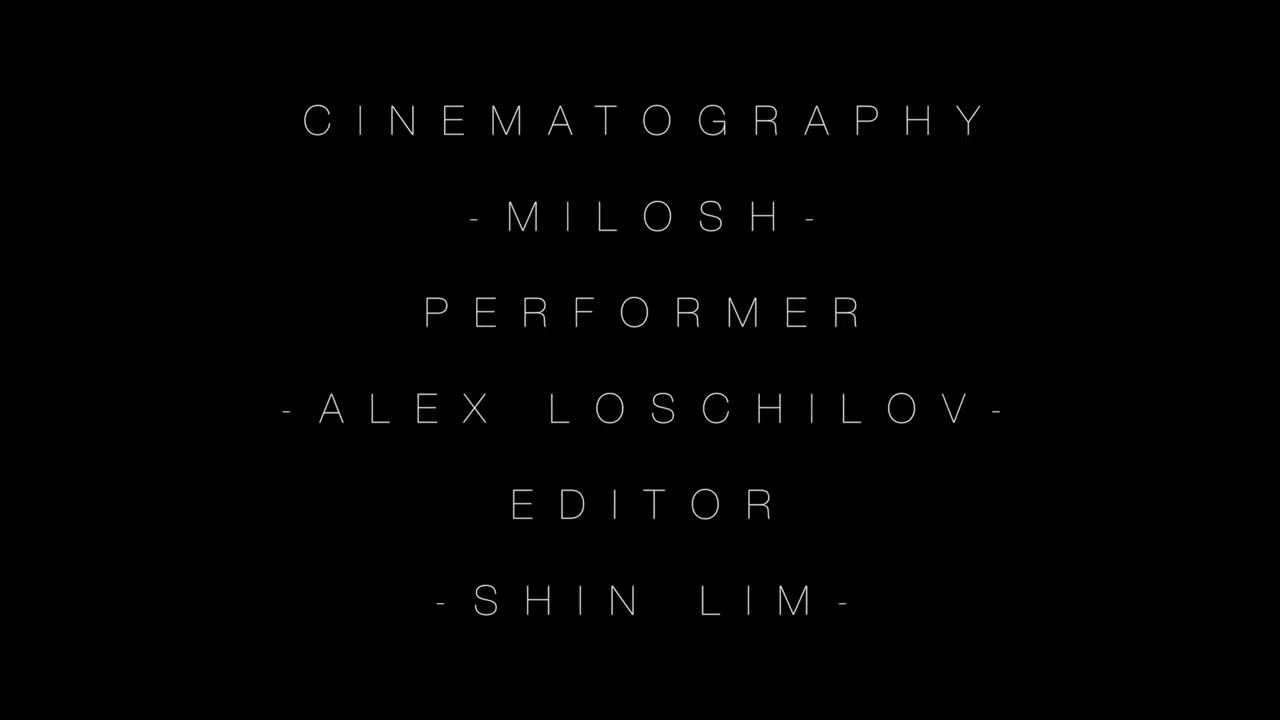 CINEMATOGRAPHY
-MILOSH-
PERFORMER
-ALEX LOSCHILOV-
EDITOR
-SHIN LIM-